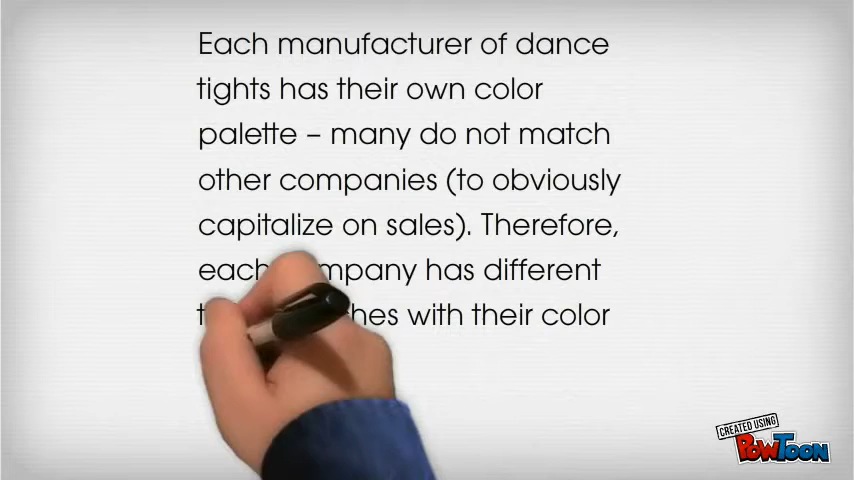 Each manufacturer of dance
tights has their own color
palette – many do not match
other companies (to obviously
capitalize on sales). Therefore,
each company has different
with their color
CREATED USING
POWTOON